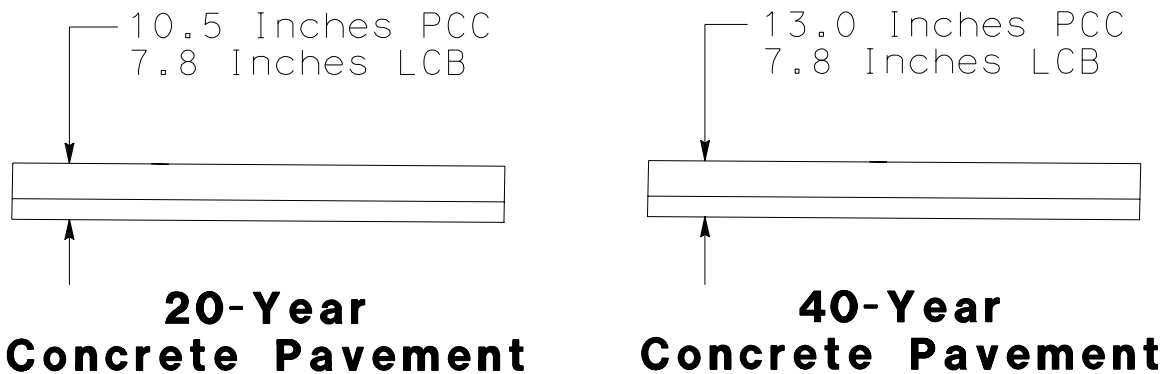 10.5 Inches PCC
7.8 Inches LCB
20-Year
Concrete Pavement
13.0 Inches PCC
7.8 Inches LCB
40-Year
Concrete Pavement